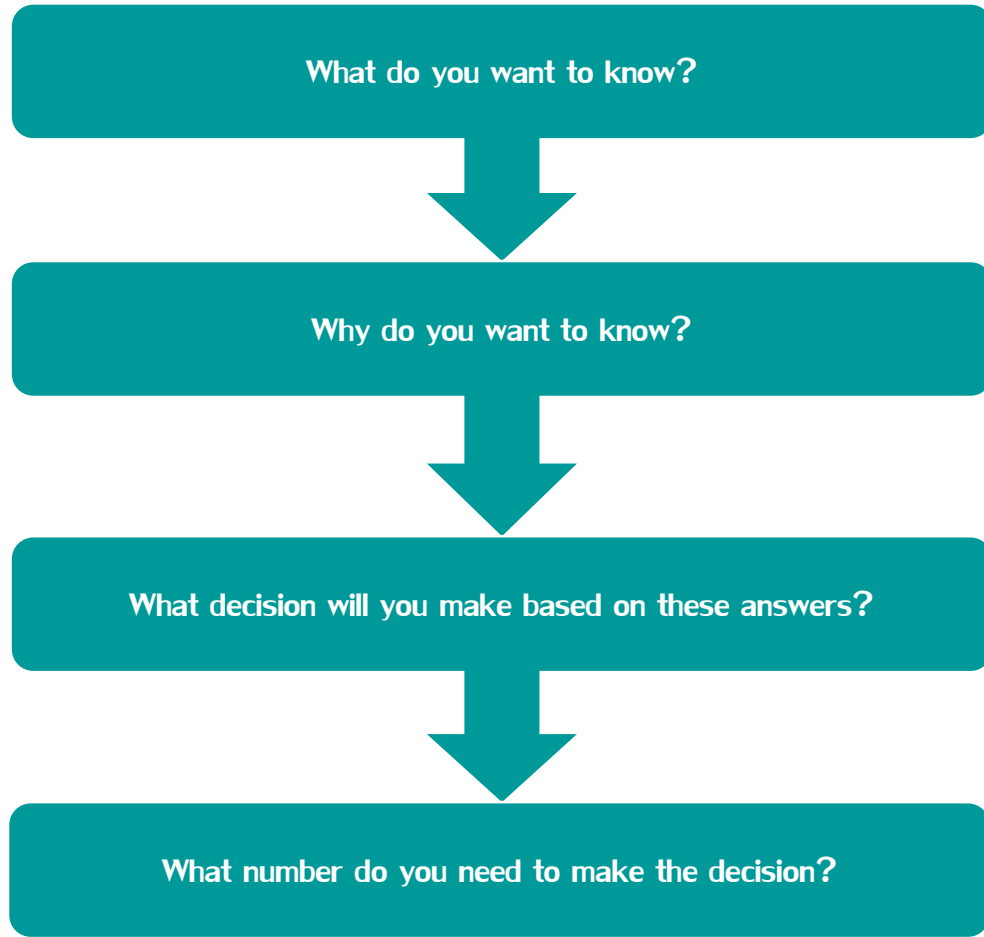 What do you want to know?
Why do you want to know?
What decision will you make based on these answers?
What number do you need to make the decision?